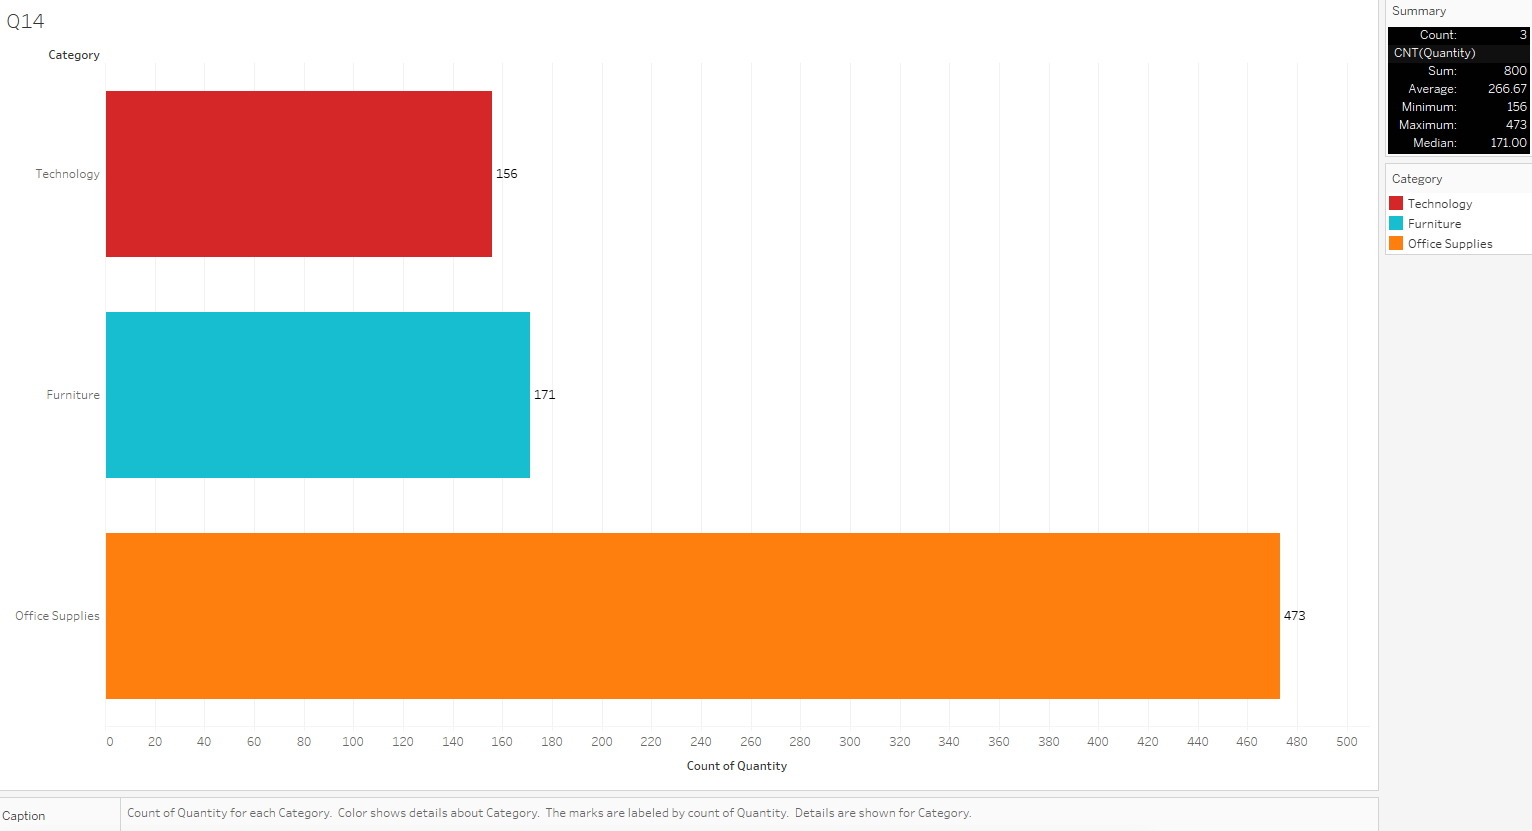 Q14
Category
Technology
156
Furniture
171
Office Supplies
473
0 20 40 60 80 100 120 140 160 180 200 220 240 260 280 300 320 340 360 380 400 420 440 460 480 500
Count of Quantity
Caption
Count of Quantity for each Category.  Color shows details about Category.  The marks are labeled by count of Quantity.  Details are shown for Category.
Summary
Count: 3
CNT(Quantity)
Sum: 800
Average: 266.67
Minimum: 156
Maximum: 473
Median: 171.00
Category
Technology
Furniture
Office Supplies